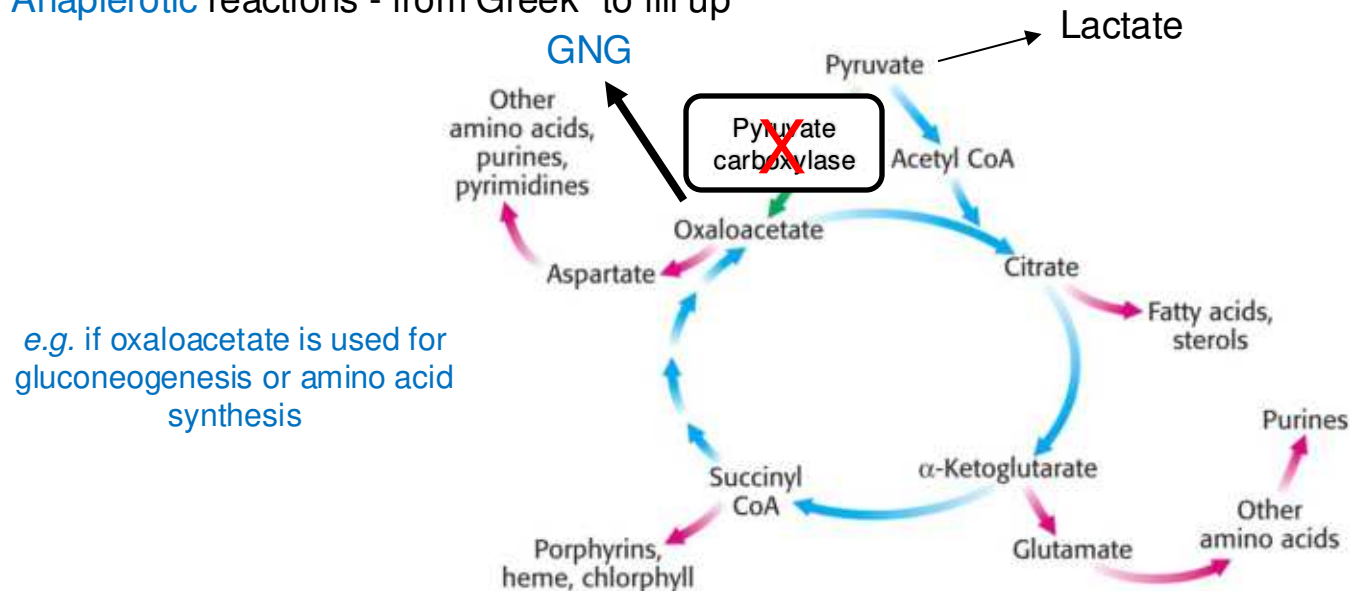 Anaplerotic reactions - from Greek "to fill up"
GNG
Lactate
Pyruvate
Other
amino acids,
purines,
pyrimidines
Pyruvate
carboxylase
X
Acetyl CoA
Oxaloacetate
Aspartate
Citrate
Fatty acids,
sterols
e.g. if oxaloacetate is used for
gluconeogenesis or amino acid
synthesis
Purines
Succinyl
CoA
α-Ketoglutarate
Other
amino acids
Porphyrins,
heme, chlorophyll
Glutamate